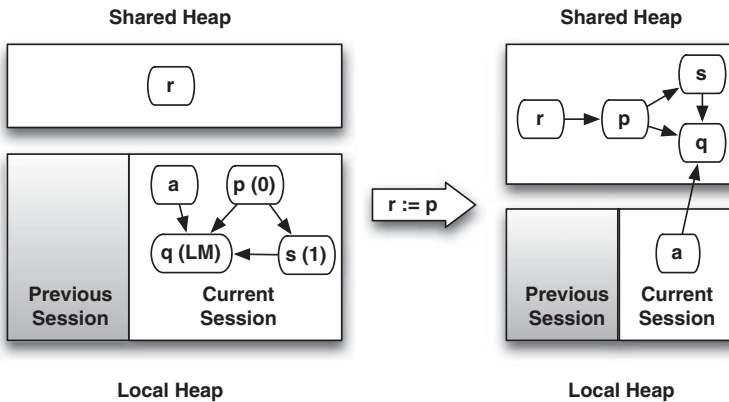 Shared Heap
r
a
p (0)
q (LM)
s (1)
Previous
Session
Current
Session
Local Heap
r := p
Shared Heap
s
r
p
q
a
Previous
Session
Current
Session
Local Heap